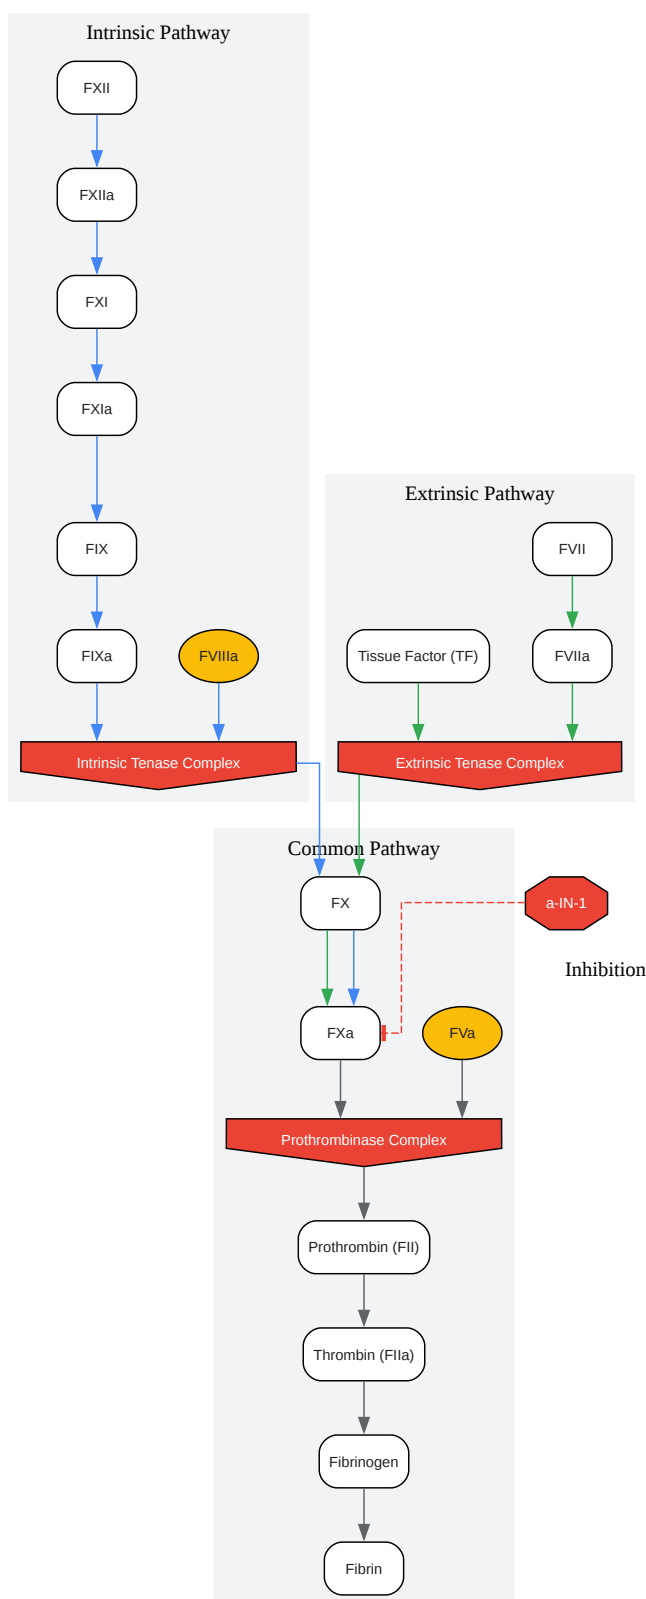 Intrinsic Pathway
FXII
FXIIa
FXI
FXIa
Extrinsic Pathway
FIX
FVII
FIXa
FVIIIa
Tissue Factor (TF)
FVIIa
Intrinsic Tenase Complex
Extrinsic Tenase Complex
Common Pathway
FX
a-IN-1
Inhibition
FXa
FVa
Prothrombinase Complex
Prothrombin (FII)
Thrombin (FIIa)
Fibrinogen
Fibrin